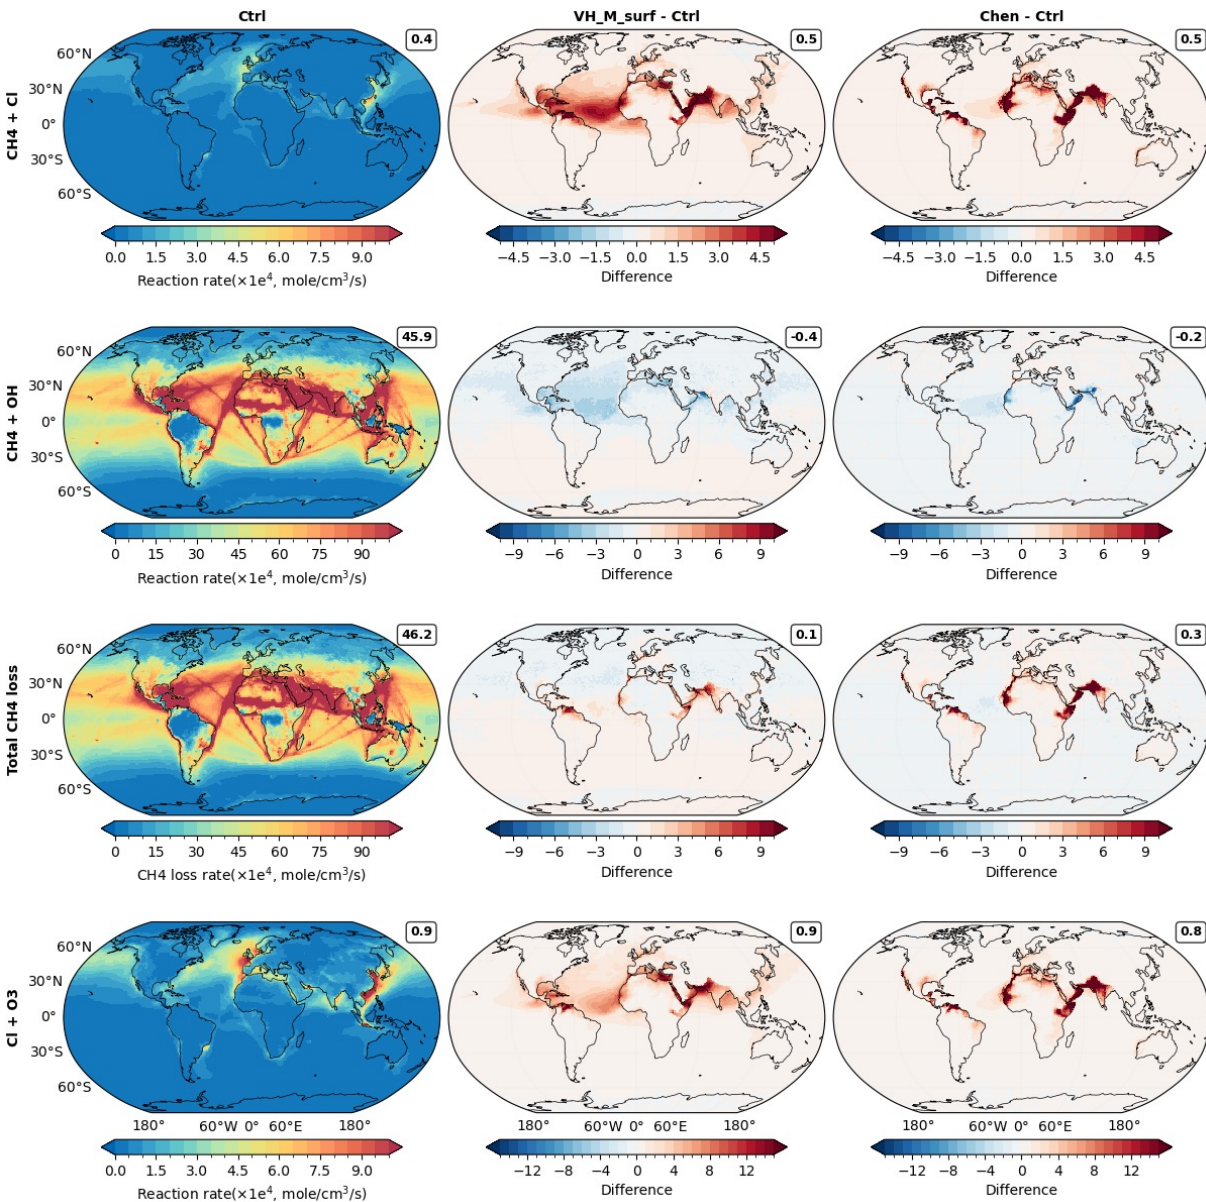 Ctrl VH_M_surf - Ctrl Chen - Ctrl
CH4 + Cl
0.4 0.5 0.5
60°N
30°N
0°
30°S
60°S
0.0 3.0 6.0 9.0 −4.5 −3.0 −1.5 0.0 1.5 3.0 4.5 −4.5 −3.0 −1.5 0.0 1.5 3.0 4.5
Reaction rate(×1e⁴, mole/cm³/s) Difference Difference
CH4 + OH
45.9 -0.4 -0.2
60°N
30°N
0°
30°S
60°S
0 15 30 45 60 75 90 −9 −6 −3 0 3 6 9 −9 −6 −3 0 3 6 9
Reaction rate(×1e⁴, mole/cm³/s) Difference Difference
Total CH4 loss
46.2 0.1 0.3
60°N
30°N
0°
30°S
60°S
0 15 30 45 60 75 90 −9 −6 −3 0 3 6 9 −9 −6 −3 0 3 6 9
CH4 loss rate(×1e⁴, mole/cm³/s) Difference Difference
Cl + O3
0.9 0.9 0.8
60°N
30°N
0°
30°S
60°S
180° 60°W 0° 60°E 180° 180° 60°W 0° 60°E 180° 180° 60°W 0° 60°E 180°
0.0 1.5 3.0 4.5 6.0 7.5 9.0 −12 −8 −4 0 4 8 12 −12 −8 −4 0 4 8 12
Reaction rate(×1e⁴, mole/cm³/s) Difference Difference